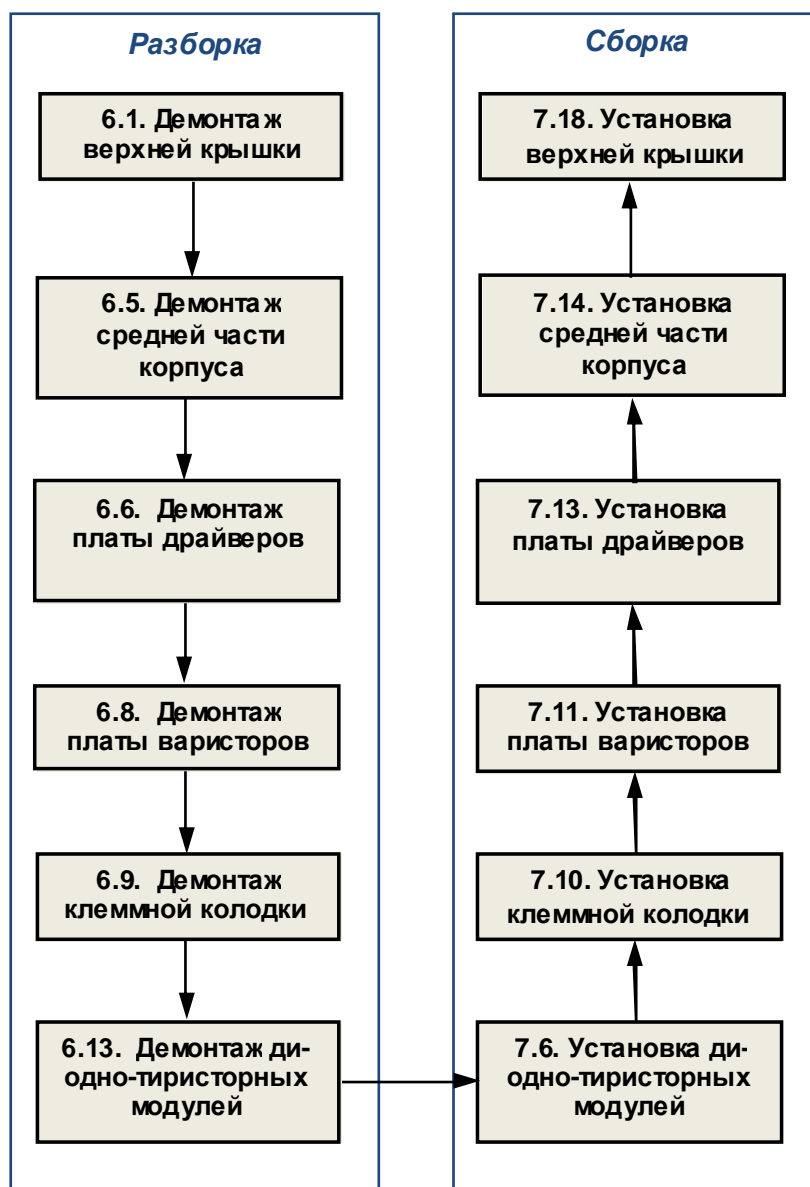 Разборка
6.1. Демонтаж
верхней крышки
6.5. Демонтаж
средней части
корпуса
6.6. Демонтаж
платы драйверов
6.8. Демонтаж
платы варисторов
6.9. Демонтаж
клеммной колодки
6.13. Демонтаж ди-
одно-тиристорных
модулей
Сборка
7.18. Установка
верхней крышки
7.14. Установка
средней части
корпуса
7.13. Установка
платы драйверов
7.11. Установка
платы варисторов
7.10. Установка
клеммной колодки
7.6. Установка ди-
одно-тиристорных
модулей